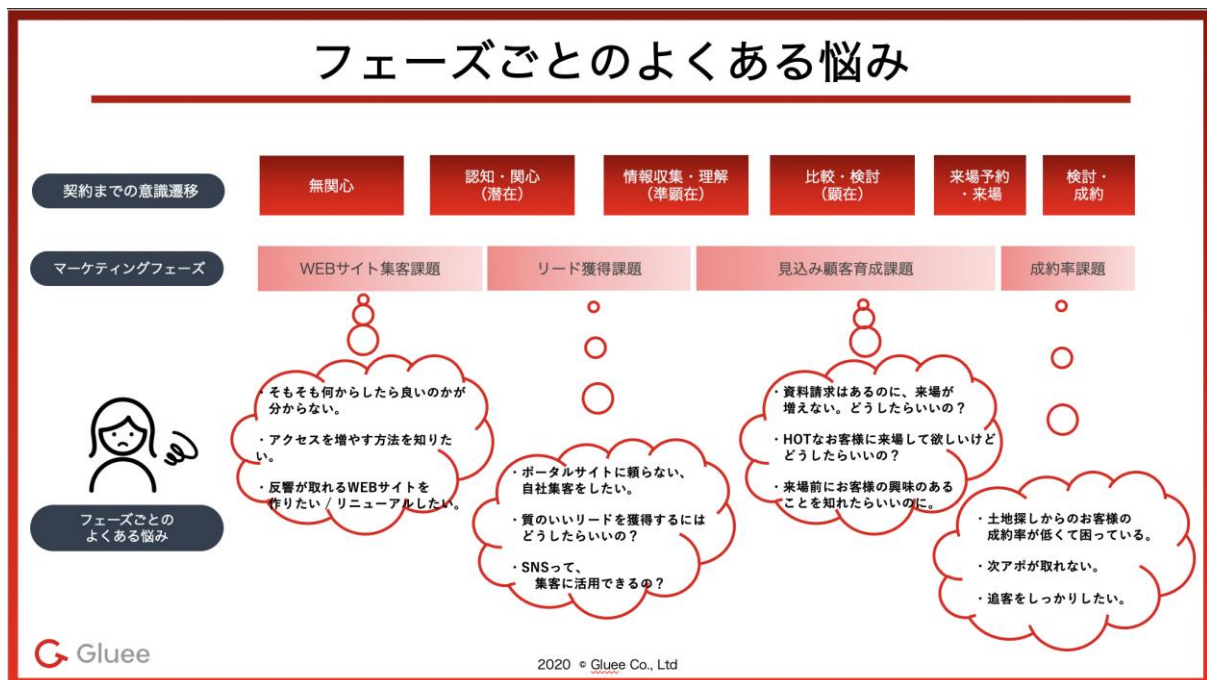 フェーズごとのよくある悩み
契約までの意識遷移
無関心
認知・関心
(潜在)
情報収集・理解
(準顕在)
比較・検討
(顕在)
来場予約
・来場
検討・
成約
マーケティングフェーズ
WEBサイト集客課題
リード獲得課題
見込み顧客育成課題
成約率課題
・そもそも何からしたら良いのかが
分からない。
・アクセスを増やす方法を知りた
い。
・反響が取れるWEBサイトを
作りたい / リニューアルしたい。
・ポータルサイトに頼らない、
自社集客をしたい。
・質のいいリードを獲得するには
どうしたらいいの？
・SNSって、
集客に活用できるの？
・資料請求はあるのに、来場が
増えない。どうしたらいいの？
・HOTなお客様に来場して欲しいけど
どうしたらいいの？
・来場前にお客様の興味のある
ことを知れたらいいのに。
・土地探しからのお客様の
成約率が低くて困っている。
・次アポが取れない。
・追客をしっかりしたい。
フェーズごとの
よくある悩み
Gluee
2020 © Gluee Co., Ltd